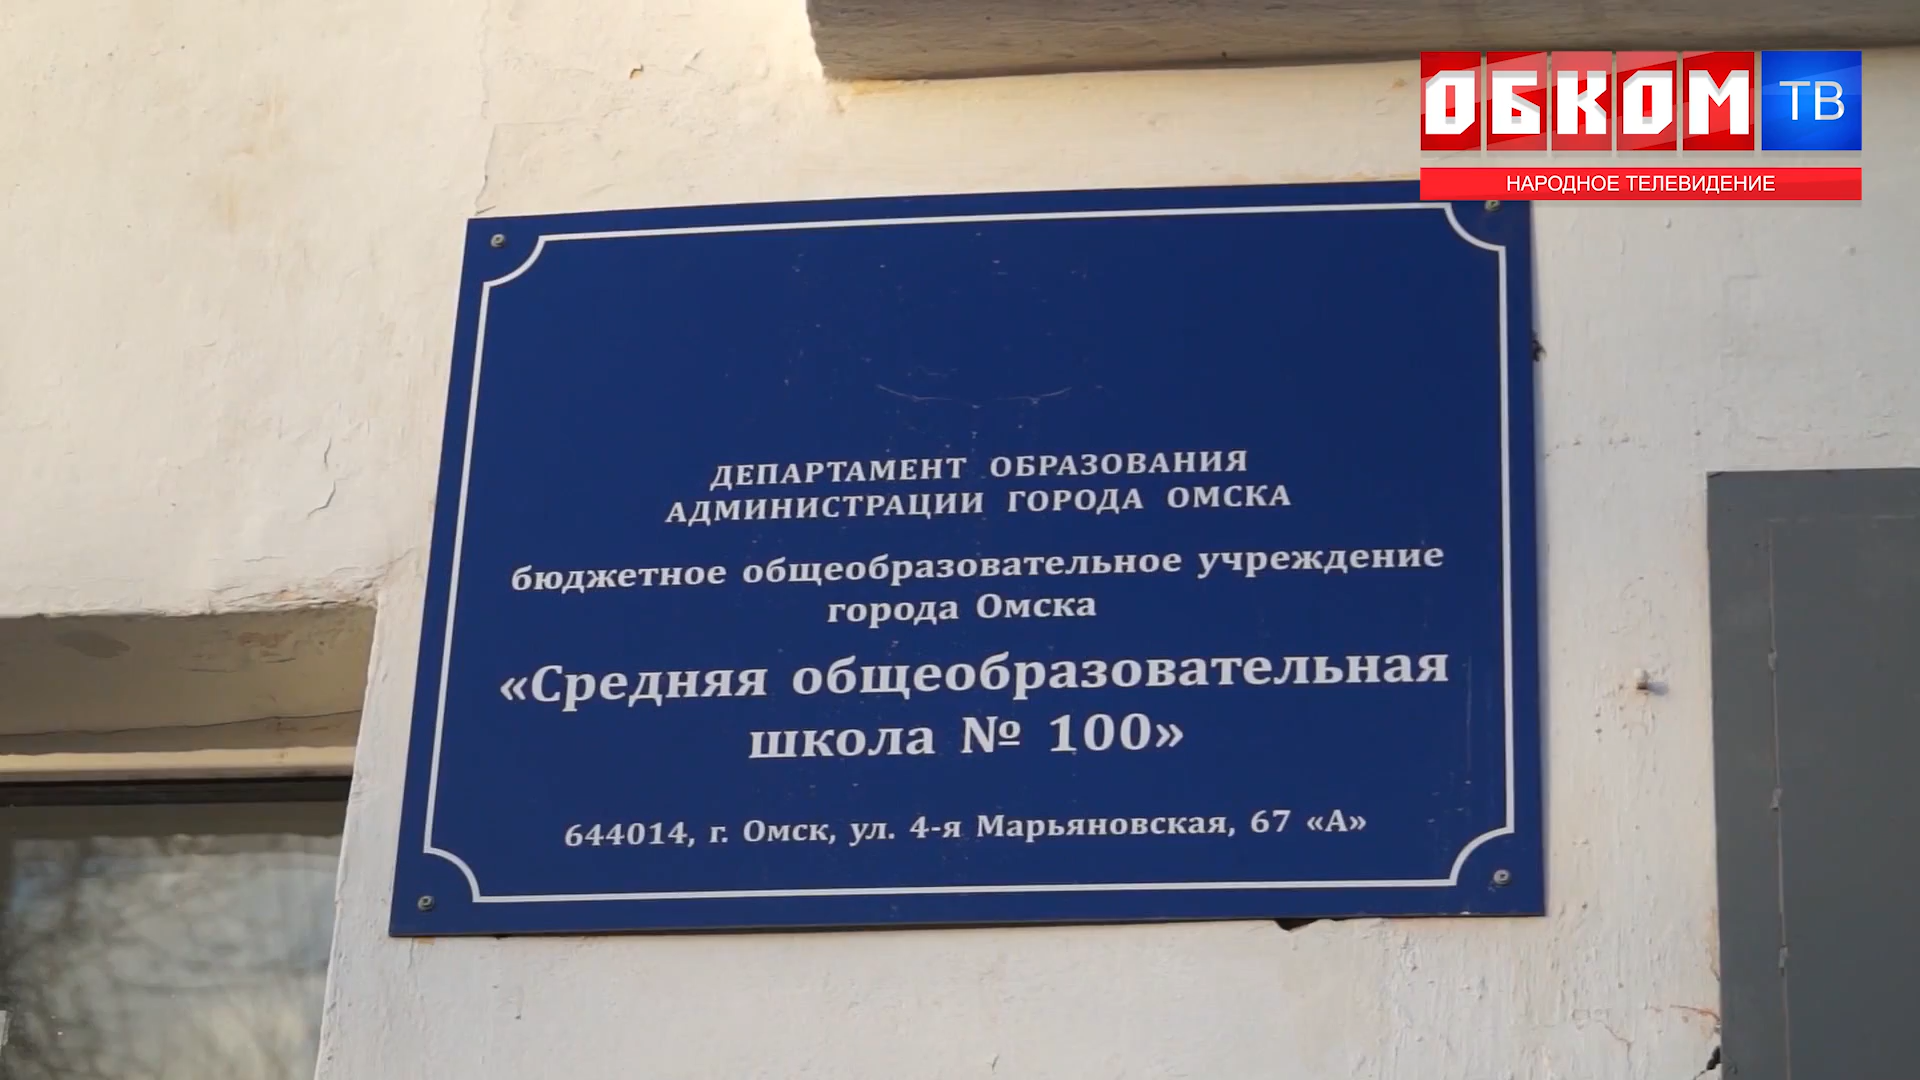 ОБКОМ ТВ
НАРОДНОЕ ТЕЛЕВИДЕНИЕ
ДЕПАРТАМЕНТ ОБРАЗОВАНИЯ
АДМИНИСТРАЦИИ ГОРОДА ОМСКА
бюджетное общеобразовательное учреждение
города Омска
«Средняя общеобразовательная
школа № 100»
644014, г. Омск, ул. 4-я Марьяновская, 67 «А»